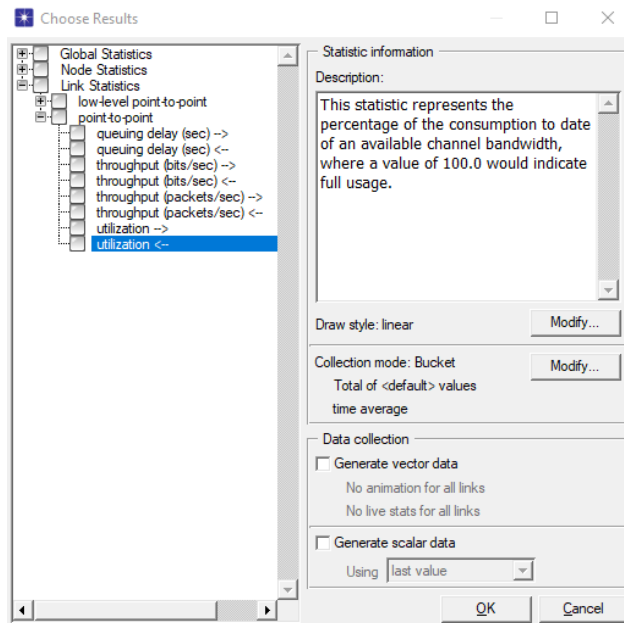 Choose Results
Global Statistics
Node Statistics
Link Statistics
low-level point-to-point
point-to-point
queuing delay (sec) -->
queuing delay (sec) <--
throughput (bits/sec) -->
throughput (bits/sec) <--
throughput (packets/sec) -->
throughput (packets/sec) <--
utilization -->
utilization <--
Statistic information
Description:
This statistic represents the
percentage of the consumption to date
of an available channel bandwidth,
where a value of 100.0 would indicate
full usage.
Draw style: linear
Modify...
Collection mode: Bucket
Modify...
Total of <default> values
time average
Data collection
Generate vector data
No animation for all links
No live stats for all links
Generate scalar data
Using last value
OK
Cancel